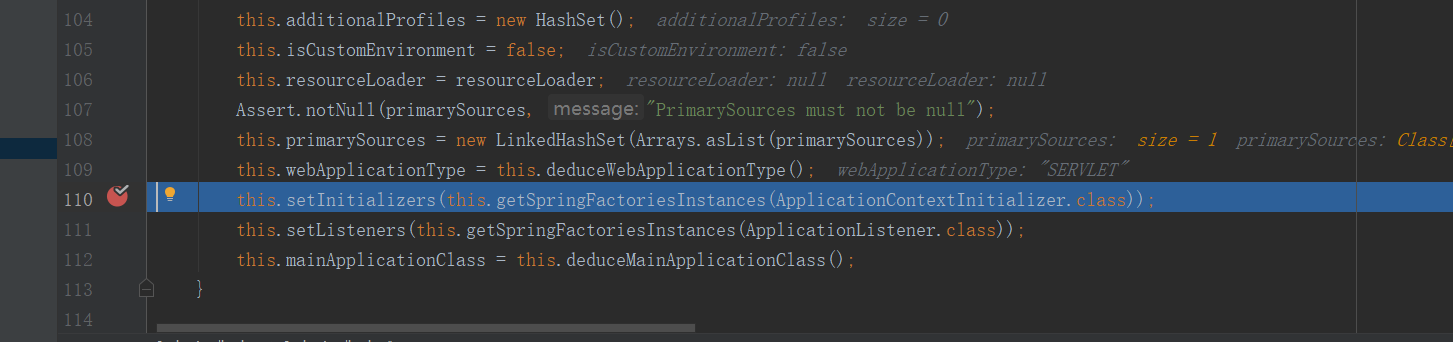 104 this.additionalProfiles = new HashSet(); additionalProfiles: size = 0
105 this.isCustomEnvironment = false; isCustomEnvironment: false
106 this.resourceLoader = resourceLoader; resourceLoader: null resourceLoader: null
107 Assert.notNull(primarySources, message: "PrimarySources must not be null");
108 this.primarySources = new LinkedHashSet(Arrays.asList(primarySources)); primarySources: size = 1 primarySources: Class[
109 this.webApplicationType = this.deduceWebApplicationType(); webApplicationType: "SERVLET"
110 this.setInitializers(this.getSpringFactoriesInstances(ApplicationContextInitializer.class));
111 this.setListeners(this.getSpringFactoriesInstances(ApplicationListener.class));
112 this.mainApplicationClass = this.deduceMainApplicationClass();
113 }
114